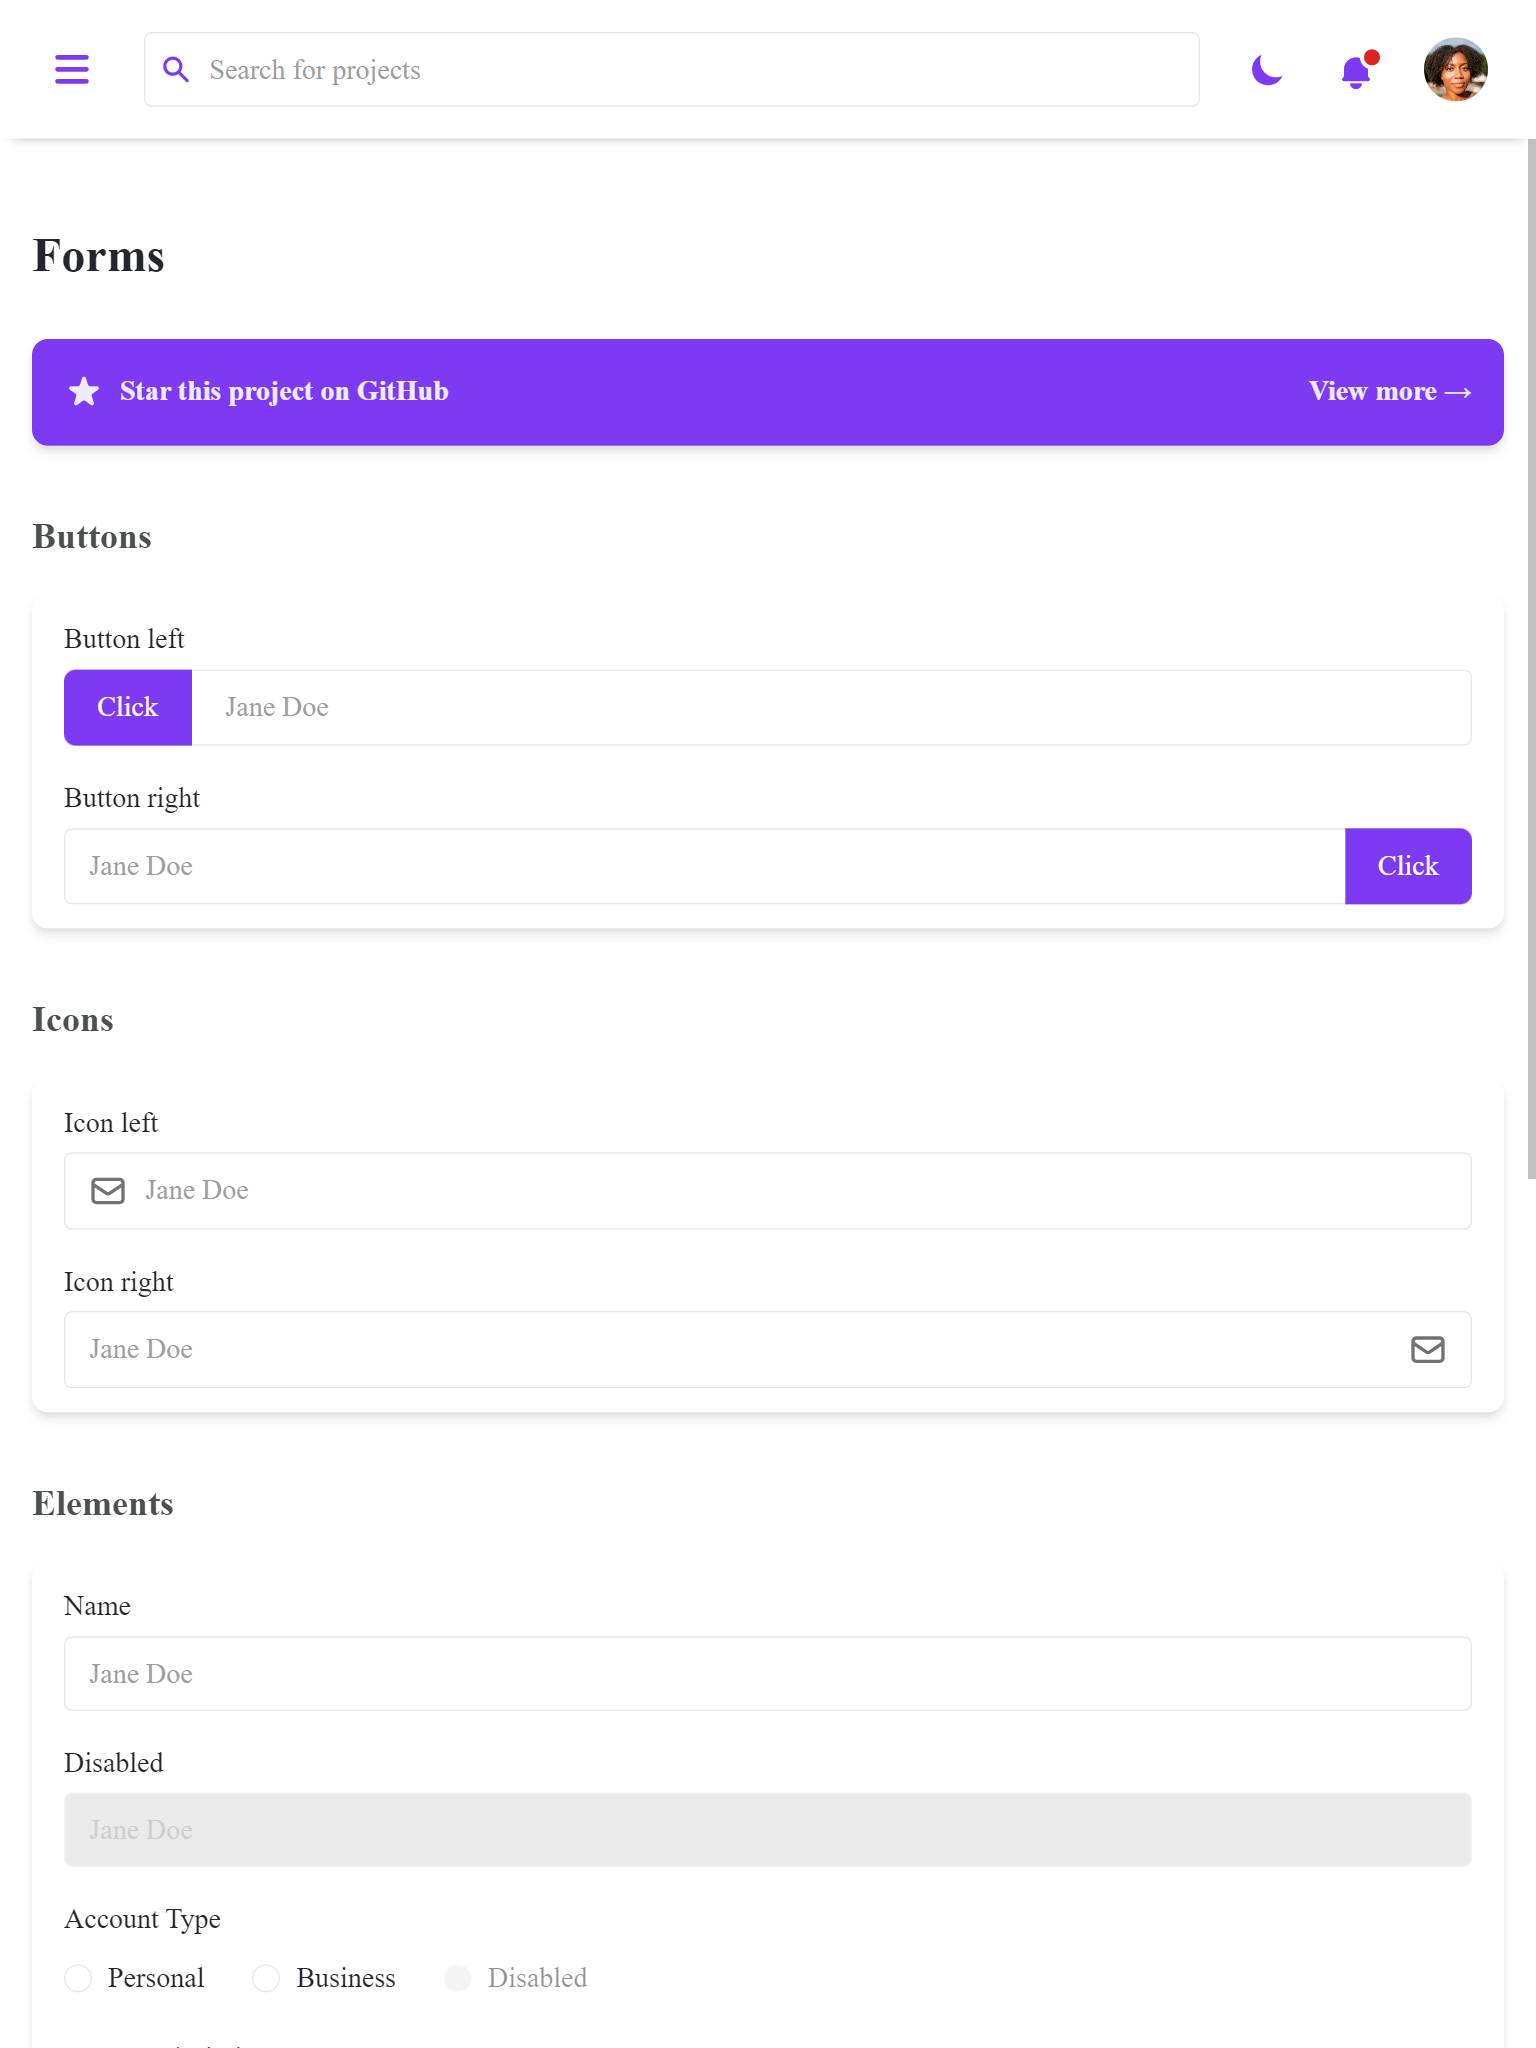 Search for projects
Forms
Star this project on GitHub
View more →
Buttons
Button left
Click
Jane Doe
Button right
Jane Doe
Click
Icons
Icon left
Jane Doe
Icon right
Jane Doe
Elements
Name
Jane Doe
Disabled
Jane Doe
Account Type
Personal
Business
Disabled